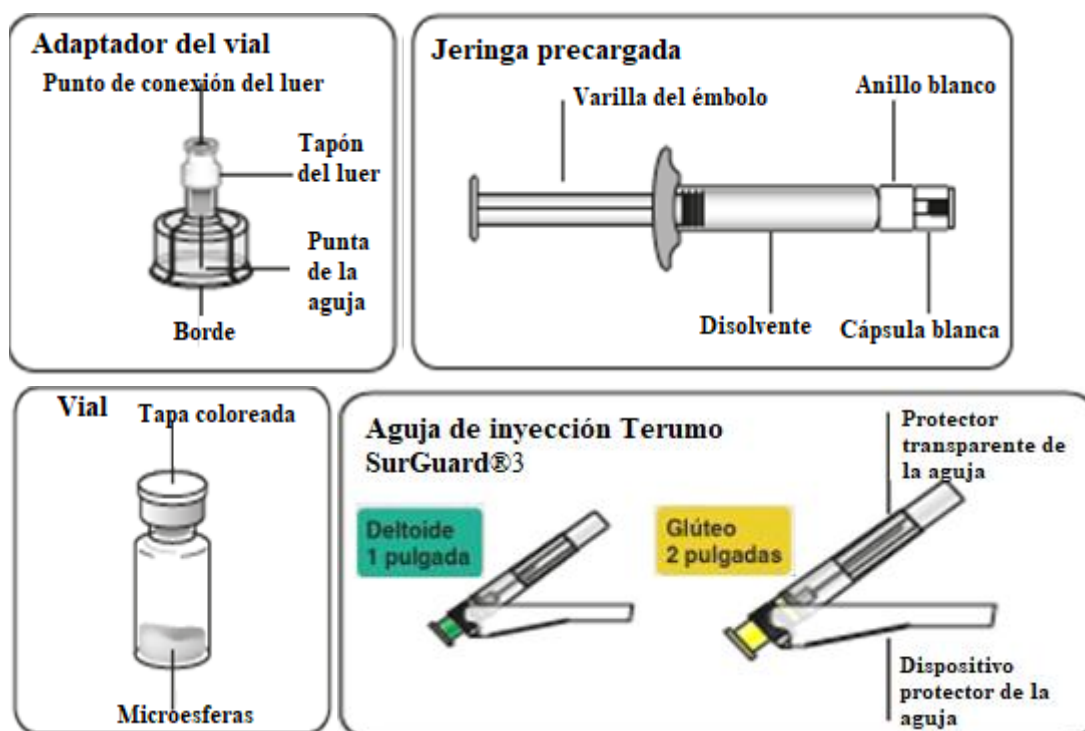 Adaptador del vial
Punto de conexión del luer
Tapón
del luer
Punta
de la
aguja
Borde
Jeringa precargada
Varilla del émbolo
Anillo blanco
Disolvente
Cápsula blanca
Vial
Tapa coloreada
Microesferas
Aguja de inyección Terumo
SurGuard®3
Deltoide
1 pulgada
Glúteo
2 pulgadas
Protector
transparente de
la aguja
Dispositivo
protector de la
aguja